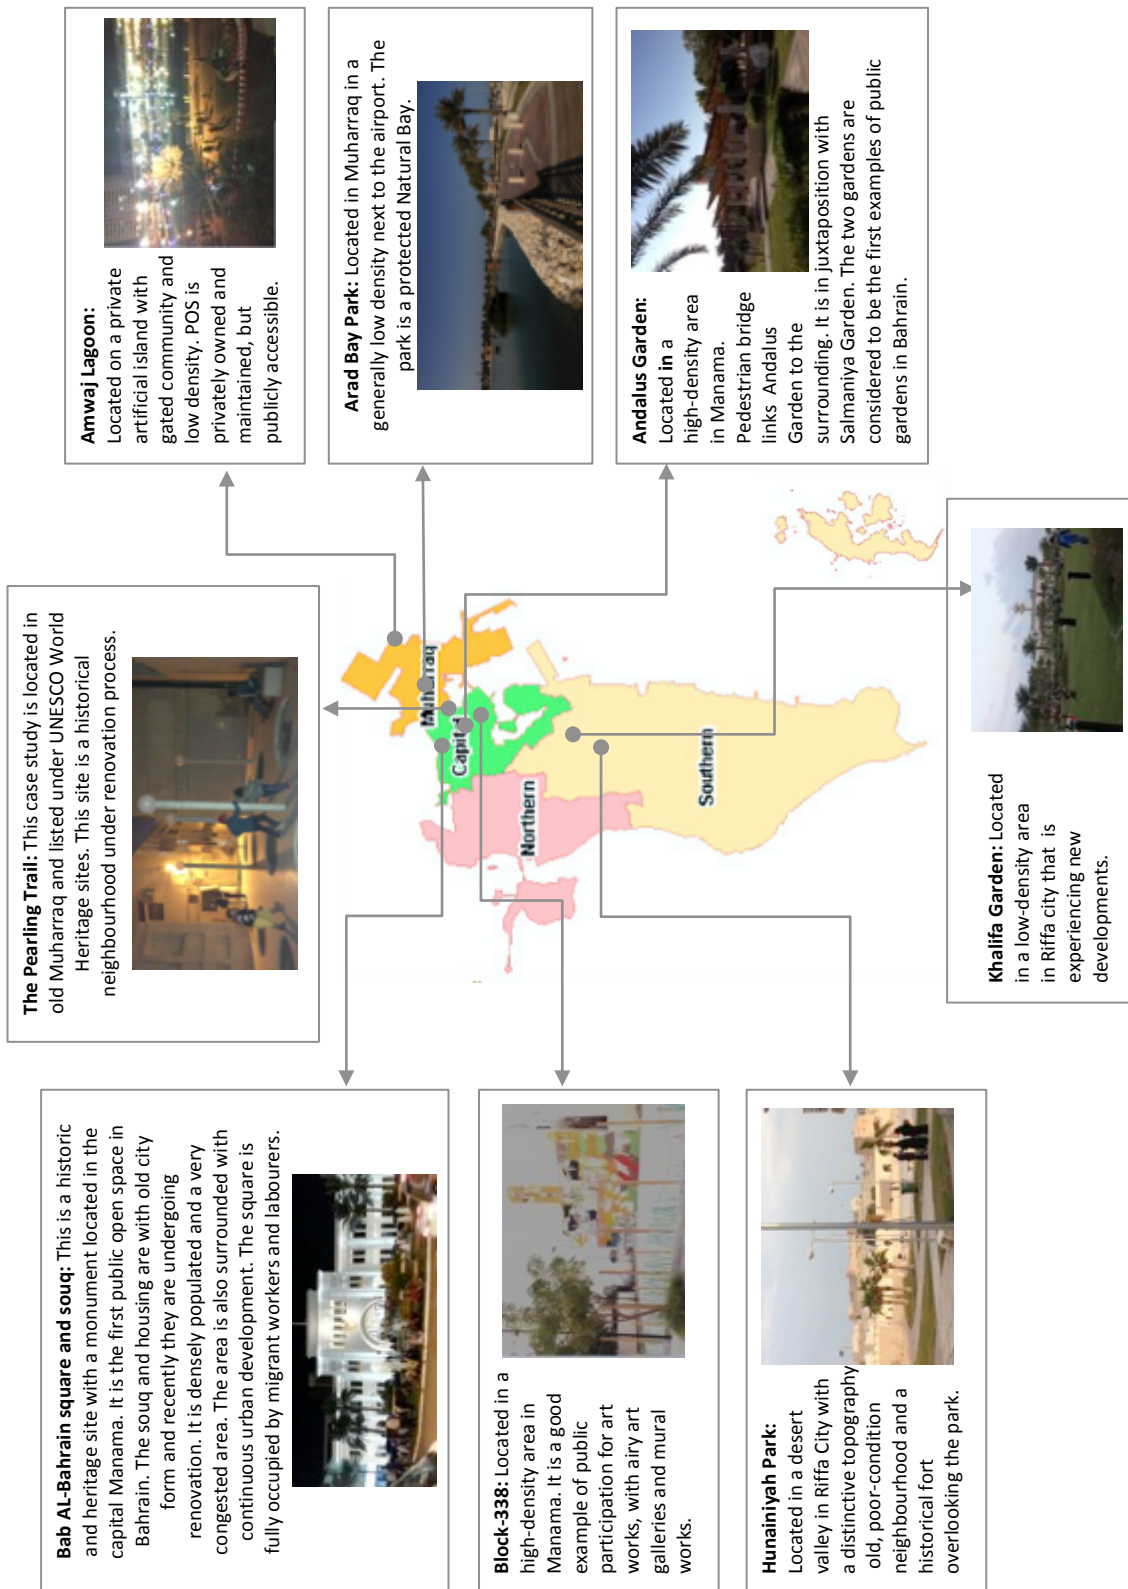 Bab AL-Bahrain square and souq: This is a historic
and heritage site with a monument located in the
capital Manama. It is the first public open space in
Bahrain. The souq and housing are with old city
form and recently they are undergoing
renovation. It is densely populated and a very
congested area. The area is also surrounded with
continuous urban development. The square is
fully occupied by migrant workers and labourers.
The Pearling Trail: This case study is located in
old Muharraq and listed under UNESCO World
Heritage sites. This site is a historical
neighbourhood under renovation process.
Amwaj Lagoon:
Located on a private
artificial island with
gated community and
low density. POS is
privately owned and
maintained, but
publicly accessible.
Arad Bay Park: Located in Muharraq in a
generally low density next to the airport. The
park is a protected Natural Bay.
Muharraq
Capital
Northern
Southern
Block-338: Located in a
high-density area in
Manama. It is a good
example of public
participation for art
works, with airy art
galleries and mural
works.
Andalus Garden:
Located in a
high-density area
in Manama.
Pedestrian bridge
links Andalus
Garden to the
surrounding. It is in juxtaposition with
Salmaniya Garden. The two gardens are
considered to be the first examples of public
gardens in Bahrain.
Hunainiyah Park:
Located in a desert
valley in Riffa City with
a distinctive topography
old, poor-condition
neighbourhood and a
historical fort
overlooking the park.
Khalifa Garden: Located
in a low-density area
in Riffa city that is
experiencing new
developments.